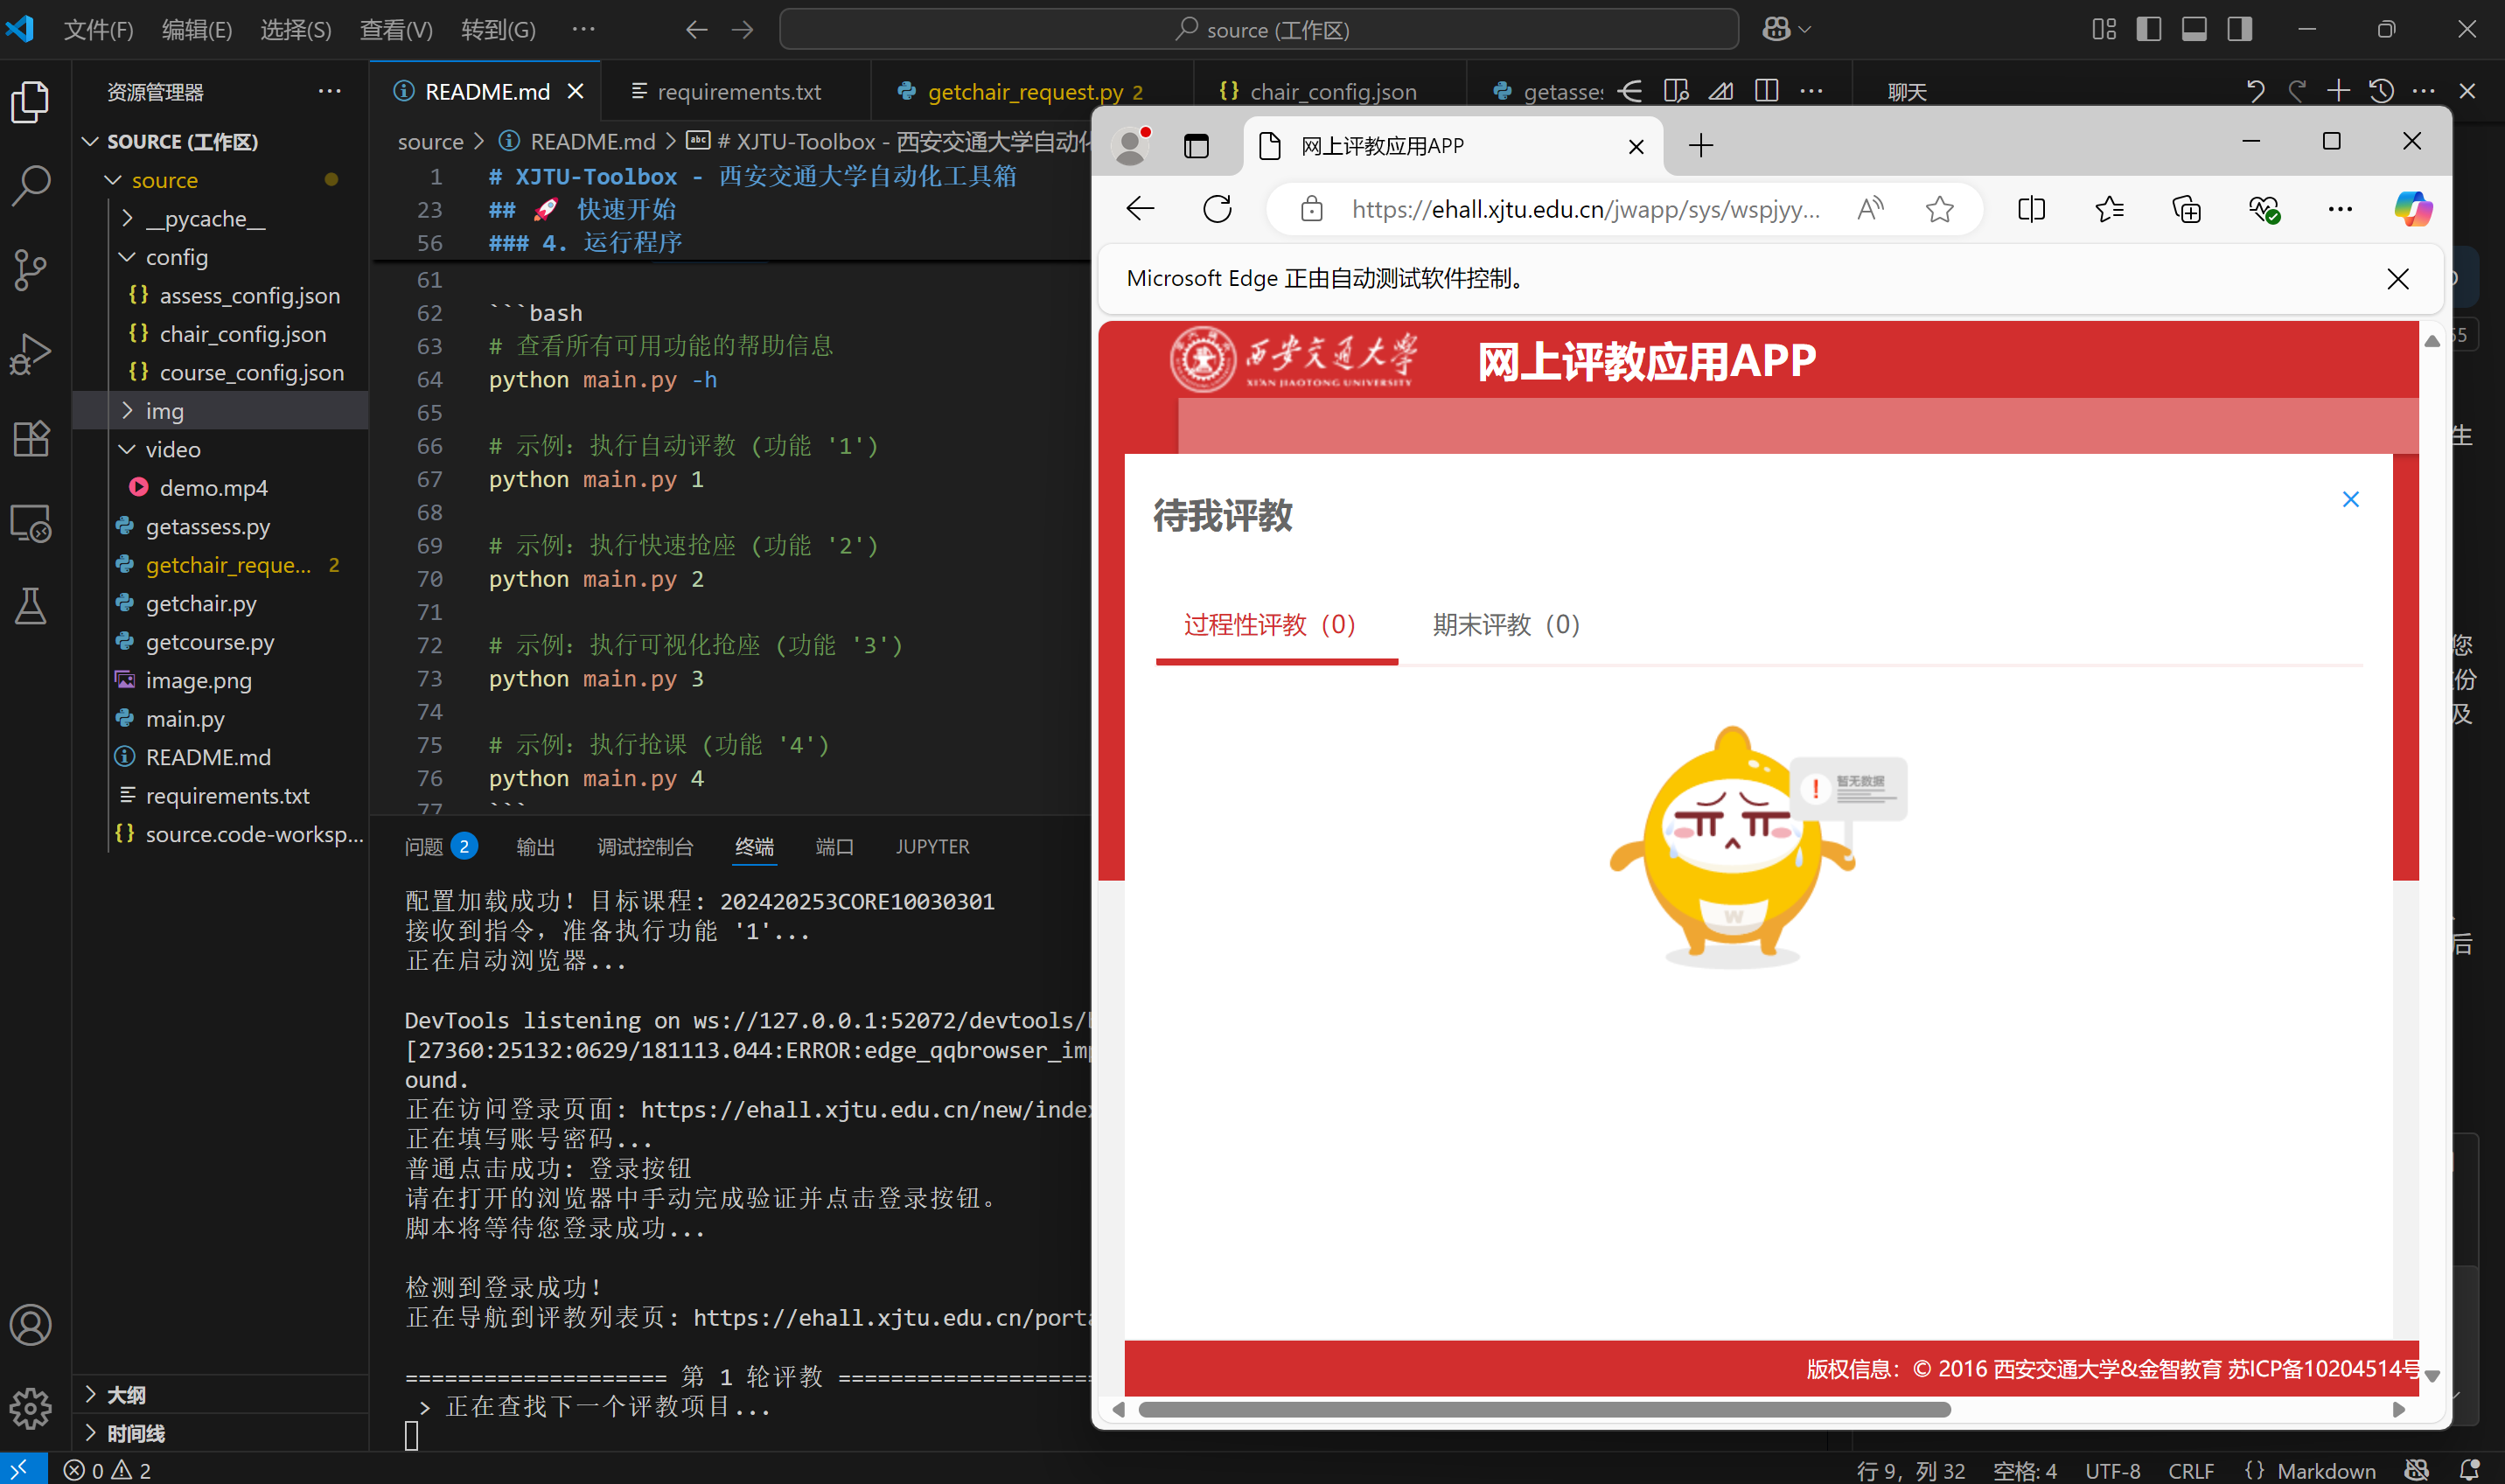 文件(F) 编辑(E) 选择(S) 查看(V) 转到(G) ··· source (工作区)
资源管理器
SOURCE (工作区)
source
__pycache__
config
assess_config.json
chair_config.json
course_config.json
img
video
demo.mp4
getassess.py
getchair_reque... 2
getchair.py
getcourse.py
image.png
main.py
README.md
requirements.txt
source.code-worksp...
大纲
时间线
README.md requirements.txt getchair_request.py 2 chair_config.json getasses 聊天
source > README.md > # XJTU-Toolbox - 西安交通大学自动化
1 # XJTU-Toolbox - 西安交通大学自动化工具箱
23 ## 🚀 快速开始
56 ### 4. 运行程序
61
62 ```bash
63 # 查看所有可用功能的帮助信息
64 python main.py -h
65
66 # 示例：执行自动评教 (功能 '1')
67 python main.py 1
68
69 # 示例：执行快速抢座 (功能 '2')
70 python main.py 2
71
72 # 示例：执行可视化抢座 (功能 '3')
73 python main.py 3
74
75 # 示例：执行抢课 (功能 '4')
76 python main.py 4
77 ```
问题 2 输出 调试控制台 终端 端口 JUPYTER
配置加载成功！目标课程: 202420253CORE10030301
接收到指令，准备执行功能 '1'...
正在启动浏览器...
DevTools listening on ws://127.0.0.1:52072/devtools/
[27360:25132:0629/181113.044:ERROR:edge_qqbrowser_imp
ound.
正在访问登录页面: https://ehall.xjtu.edu.cn/new/index
正在填写账号密码...
普通点击成功: 登录按钮
请在打开的浏览器中手动完成验证并点击登录按钮。
脚本将等待您登录成功...
检测到登录成功！
正在导航到评教列表页: https://ehall.xjtu.edu.cn/porta
==================== 第 1 轮评教 ====================
> 正在查找下一个评教项目...
网上评教应用APP
https://ehall.xjtu.edu.cn/jwapp/sys/wspjyy...
Microsoft Edge 正由自动测试软件控制。
西安交通大学
XI'AN JIAOTONG UNIVERSITY
网上评教应用APP
待我评教
过程性评教（0） 期末评教（0）
暂无数据
W
版权信息：© 2016 西安交通大学&金智教育 苏ICP备10204514号
55
生
您
份
及
后
0 2 行 9，列 32 空格: 4 UTF-8 CRLF {} Markdown